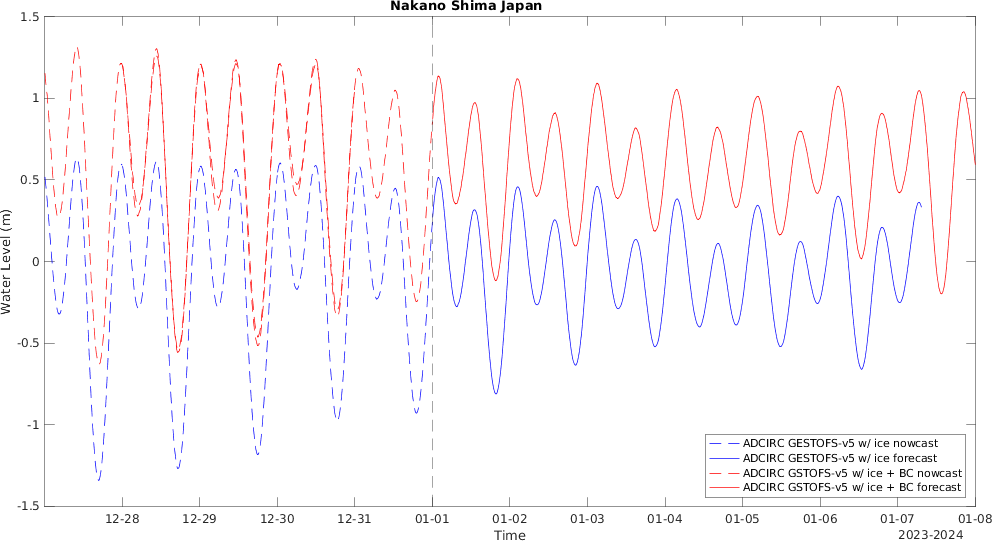 Nakano Shima Japan
1.5
1
0.5
0
-0.5
-1
-1.5
Water Level (m)
12-28 12-29 12-30 12-31 01-01 01-02 01-03 01-04 01-05 01-06 01-07 01-08
Time
2023-2024
ADCIRC GESTOFS-v5 w/ ice nowcast
ADCIRC GESTOFS-v5 w/ ice forecast
ADCIRC GSTOFS-v5 w/ ice + BC nowcast
ADCIRC GSTOFS-v5 w/ ice + BC forecast